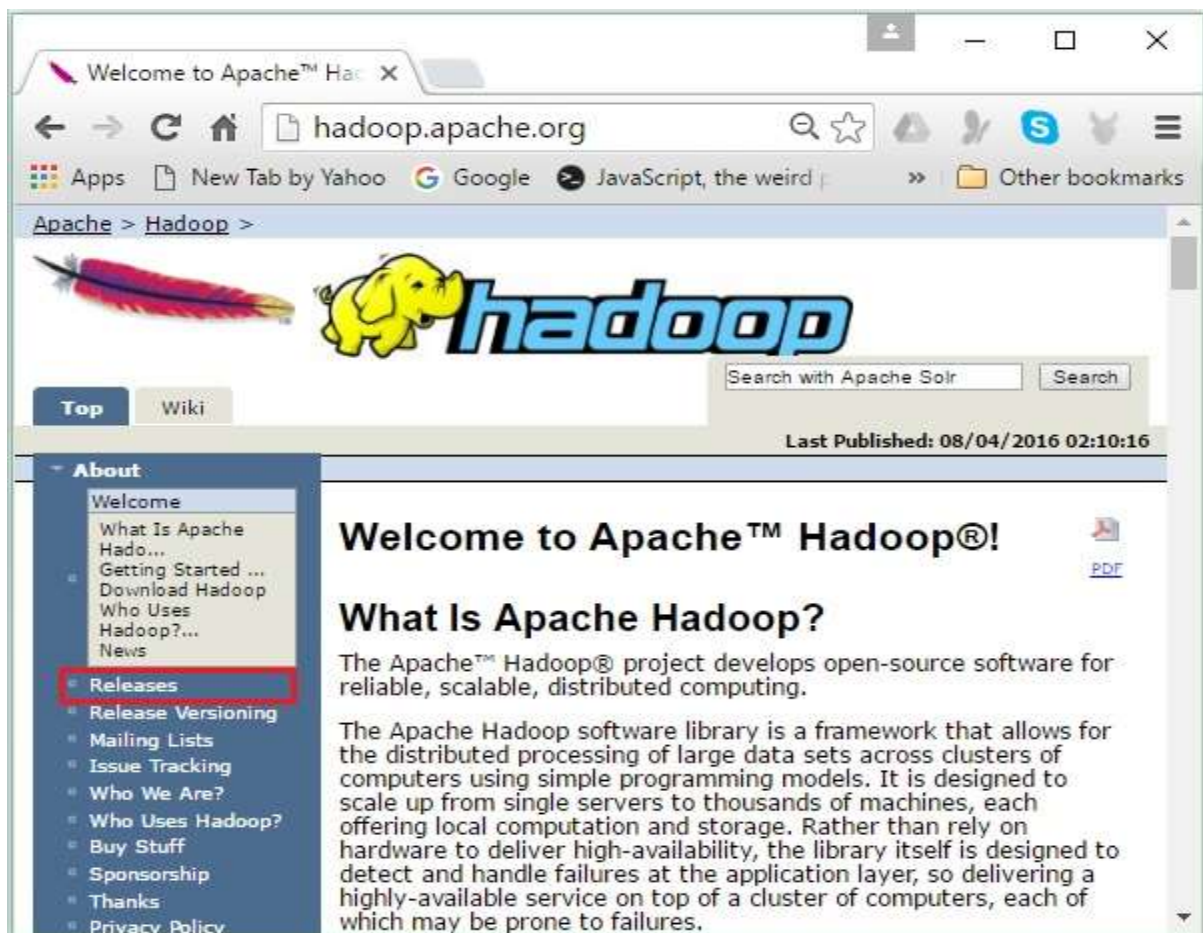 Welcome to Apache™ Had
hadoop.apache.org
Apps New Tab by Yahoo Google JavaScript, the weird » Other bookmarks
Apache > Hadoop >
hadoop
Search with Apache Solr Search
Top Wiki
Last Published: 08/04/2016 02:10:16
About
Welcome
What Is Apache
Hado...
Getting Started ...
Download Hadoop
Who Uses
Hadoop?...
News
Releases
Release Versioning
Mailing Lists
Issue Tracking
Who We Are?
Who Uses Hadoop?
Buy Stuff
Sponsorship
Thanks
Privacy Policy
Welcome to Apache™ Hadoop®!
PDF
What Is Apache Hadoop?
The Apache™ Hadoop® project develops open-source software for
reliable, scalable, distributed computing.
The Apache Hadoop software library is a framework that allows for
the distributed processing of large data sets across clusters of
computers using simple programming models. It is designed to
scale up from single servers to thousands of machines, each
offering local computation and storage. Rather than rely on
hardware to deliver high-availability, the library itself is designed to
detect and handle failures at the application layer, so delivering a
highly-available service on top of a cluster of computers, each of
which may be prone to failures.